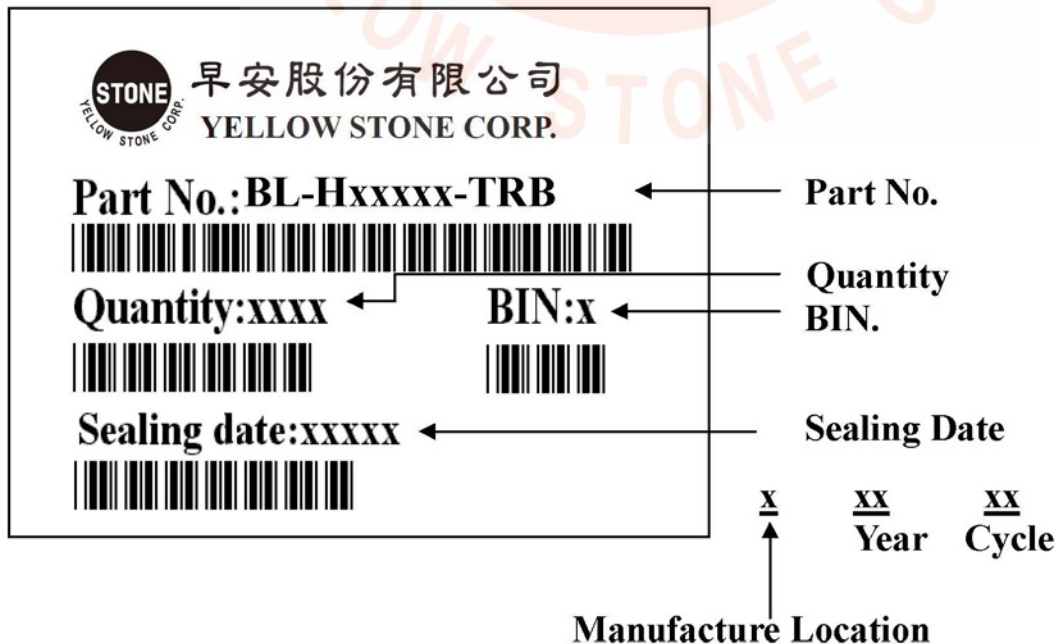 YELLOW STONE
STONE
YELLOW STONE CORP.
早安股份有限公司
YELLOW STONE CORP.
Part No.:BL-Hxxxxx-TRB
Part No.
Quantity:xxxx
BIN:x
Quantity
BIN.
Sealing date:xxxxx
Sealing Date
x xx xx
Year Cycle
Manufacture Location